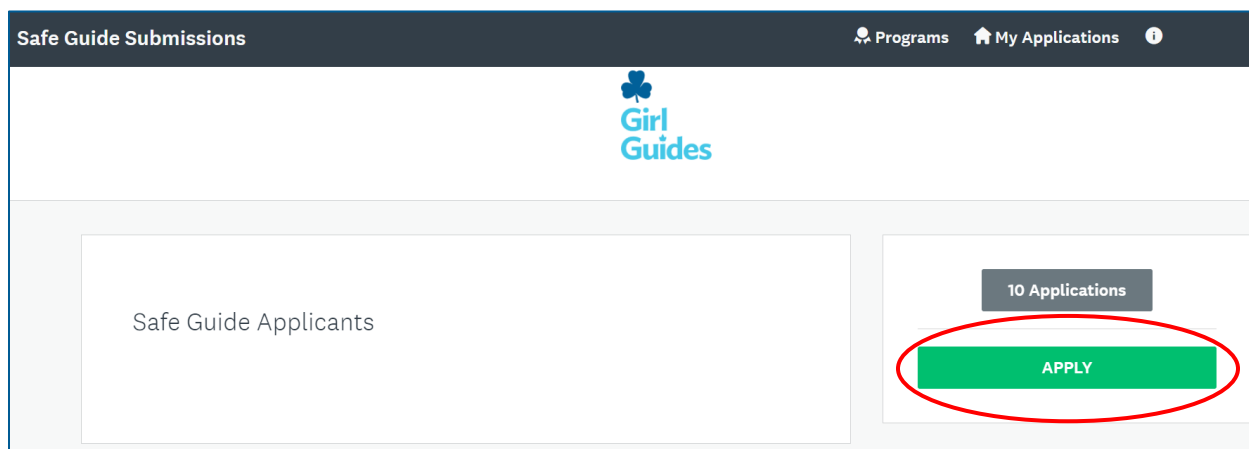 Safe Guide Submissions
Programs
My Applications
Girl
Guides
Safe Guide Applicants
10 Applications
APPLY